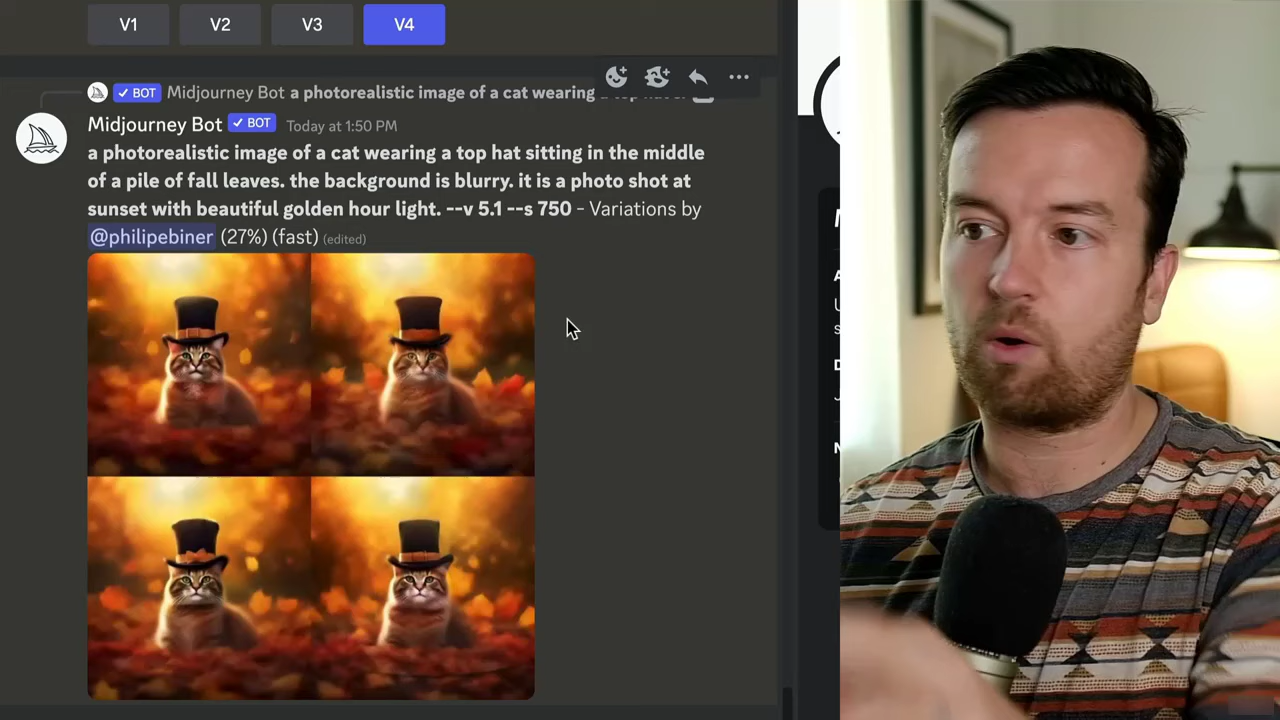 V1 V2 V3 V4
BOT Midjourney Bot a photorealistic image of a cat wearing
Midjourney Bot BOT Today at 1:50 PM
a photorealistic image of a cat wearing a top hat sitting in the middle
of a pile of fall leaves. the background is blurry. it is a photo shot at
sunset with beautiful golden hour light. --v 5.1 --s 750 - Variations by
@philipebiner (27%) (fast) (edited)